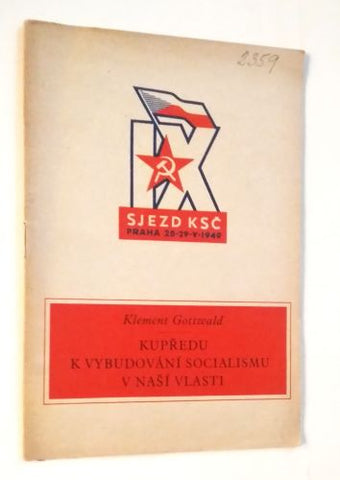 2359
IX
SJEZD KSČ
PRAHA 25-29-V-1949
Klement Gottwald
KUPŘEDU
K VYBUDOVÁNÍ SOCIALISMU
V NAŠÍ VLASTI